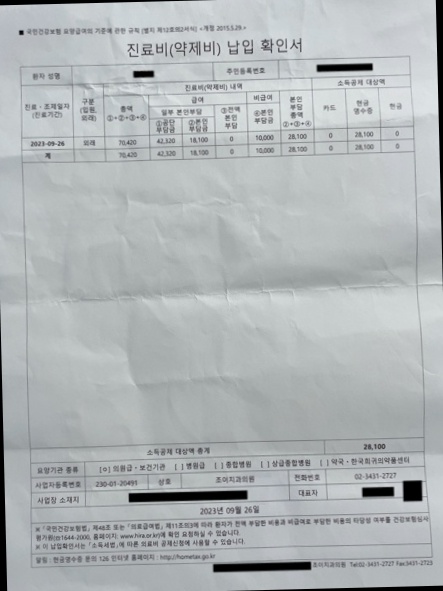 ■ 국민건강보험 요양급여의 기준에 관한 규칙 [별지 제12호의2서식] <개정 2015.5.29.>
진료비(약제비) 납입 확인서
환자 성명 주민등록번호
진료·조제일자 (진료기간) 구분 (입원, 외래) 진료비(약제비) 내역 소득공제 대상액
총액 ①+②+③+④ 급여 비급여 본인 부담 총액 ②+③+④ 카드 현금 영수증 현금
일부 본인부담 ③전액 본인 부담 ④본인 부담금
①공단 부담금 ②본인 부담금
2023-09-26 외래 70,420 42,320 18,100 0 10,000 28,100 0 28,100 0
계 70,420 42,320 18,100 0 10,000 28,100 0 28,100 0
소득공제 대상액 총계 28,100
요양기관 종류 [o] 의원급·보건기관 [ ] 병원급 [ ] 종합병원 [ ] 상급종합병원 [ ] 약국·한국희귀의약품센터
사업자등록번호 230-01-20491 상호 조이치과의원 전화번호 02-3431-2727
사업장 소재지 대표자
2023년 09월 26일
※「국민건강보험법」제48조 또는 「의료급여법」제11조의3에 따라 환자가 전액 부담한 비용과 비급여로 부담한 비용의 타당성 여부를 건강보험심사
평가원(☎1644-2000, 홈페이지: www.hira.or.kr)에 확인 요청하실 수 있습니다.
※ 이 납입확인서는「소득세법」에 따른 의료비 공제신청에 사용할 수 있습니다.
알림 : 현금영수증 문의 126 인터넷 홈페이지 : http://hometax.go.kr
조이치과의원 Tel:02-3431-2727 Fax:3431-2723